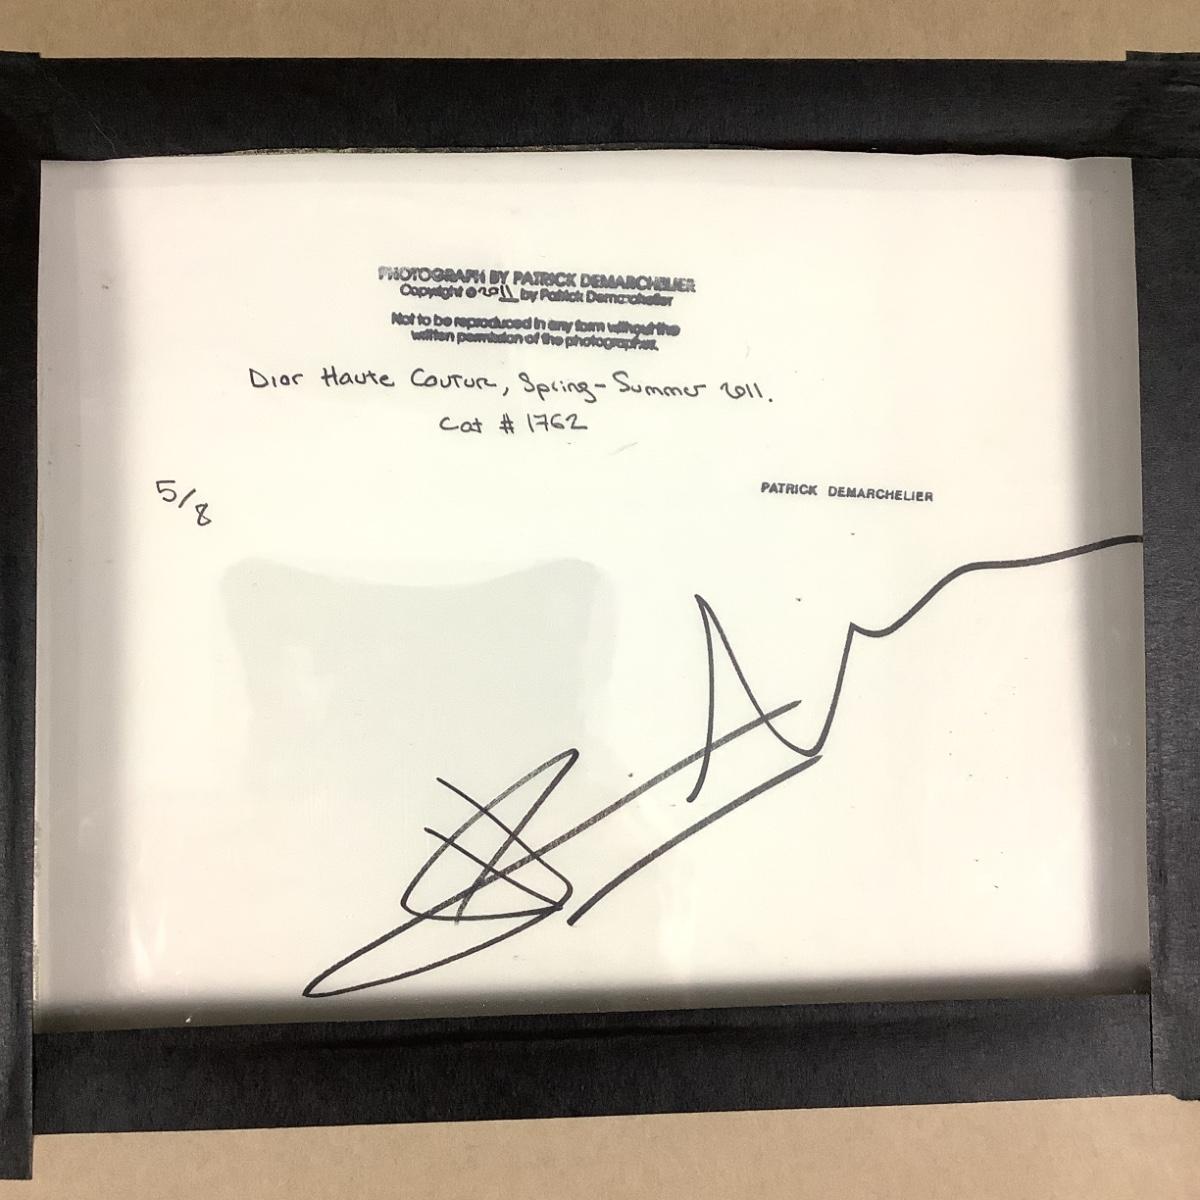 PHOTOGRAPH BY PATRICK DEMARCHELIER
Copyright © 2011 by Patrick Demarchelier
Not to be reproduced in any form without the
written permission of the photographer.
Dior Haute Couture, Spring-Summer 2011.
Cat # 1762
5/8
PATRICK DEMARCHELIER